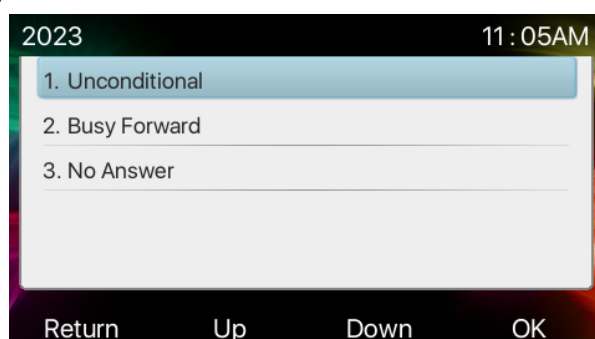 2023 11:05AM
1. Unconditional
2. Busy Forward
3. No Answer
Return Up Down OK